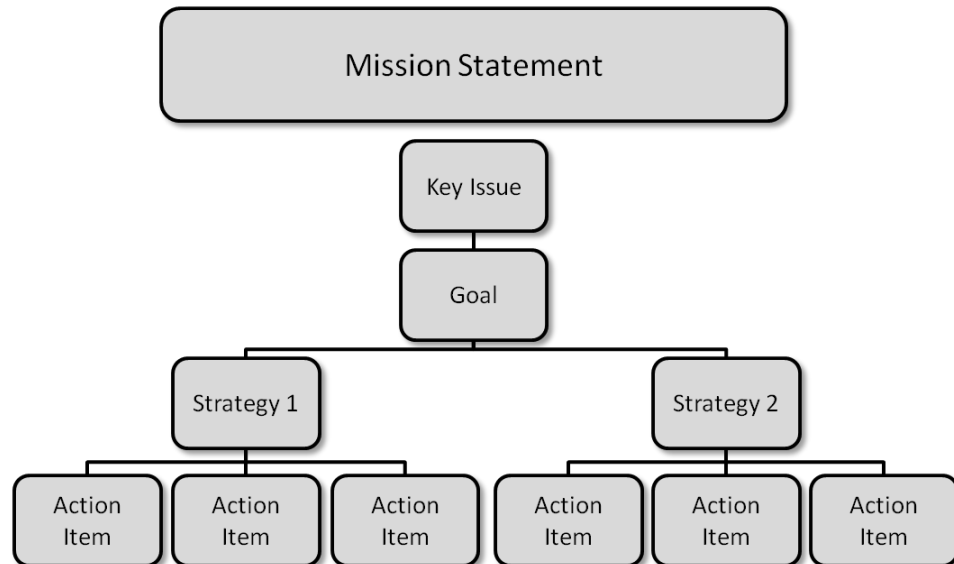 Mission Statement
Key Issue
Goal
Strategy 1
Strategy 2
Action
Item
Action
Item
Action
Item
Action
Item
Action
Item
Action
Item